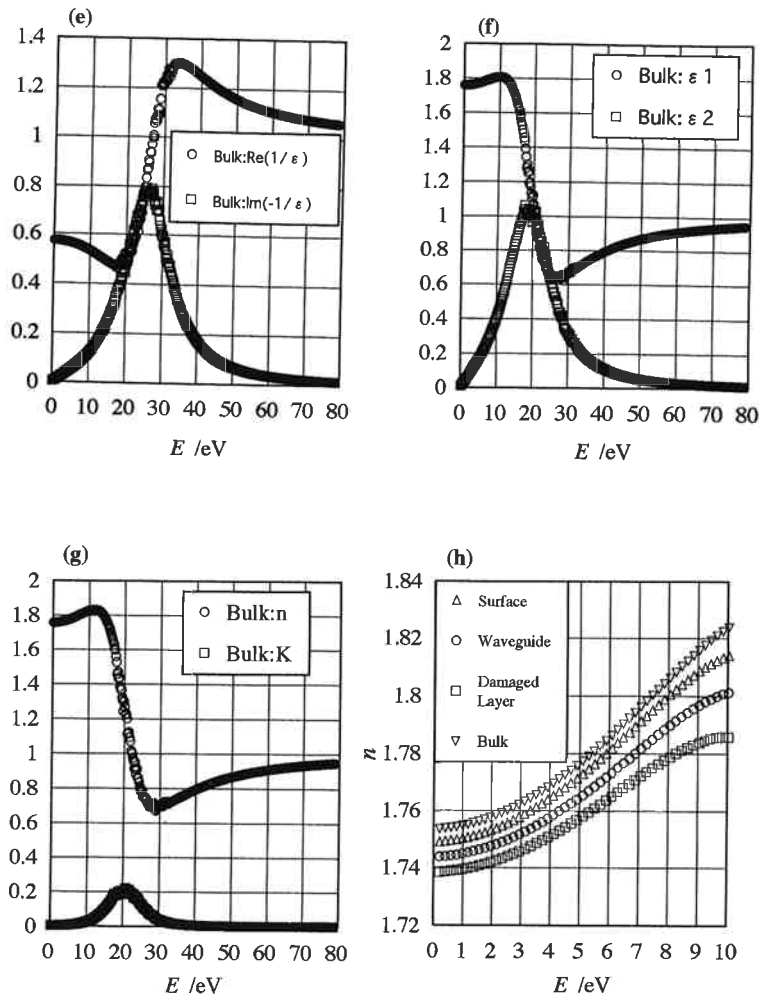 (e)
1.4
1.2
1
0.8
0.6
0.4
0.2
0
0 10 20 30 40 50 60 70 80
E /eV
Bulk:Re(1/ε)
Bulk:Im(-1/ε)
(f)
2
1.8
1.6
1.4
1.2
1
0.8
0.6
0.4
0.2
0
0 10 20 30 40 50 60 70 80
E /eV
Bulk: ε 1
Bulk: ε 2
(g)
2
1.8
1.6
1.4
1.2
1
0.8
0.6
0.4
0.2
0
0 10 20 30 40 50 60 70 80
E /eV
Bulk:n
Bulk:K
(h)
1.84
1.82
1.8
1.78
1.76
1.74
1.72
n
0 1 2 3 4 5 6 7 8 9 10
E /eV
Surface
Waveguide
Damaged
Layer
Bulk